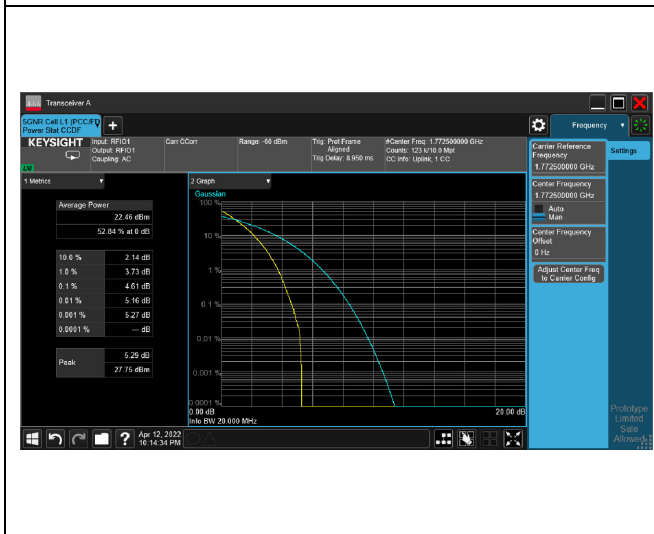 Transceiver A
5GNR Cell L1 (PCC/FD
Power Stat CCDF
Frequency
KEYSIGHT
Input: RFIO1
Output: RFIO1
Coupling: AC
Corr CCorr
Range: -60 dBm
Trig: Pret Frame
Aligned
Trig Delay: 8.950 ms
#Center Freq: 1.772500000 GHz
Counts: 123 k/10.0 Mpt
CC Info: Uplink, 1 CC
Carrier Reference
Frequency
1.772500000 GHz
Settings
1 Metrics
2 Graph
Gaussian
Center Frequency
1.772500000 GHz
Auto
Man
Center Frequency
Offset
0 Hz
Adjust Center Freq
to Carrier Config
Average Power
22.46 dBm
52.84 % at 0 dB
10.0 % 2.14 dB
1.0 % 3.73 dB
0.1 % 4.61 dB
0.01 % 5.16 dB
0.001 % 5.27 dB
0.0001 % --- dB
Peak
5.29 dB
27.75 dBm
100 %
10 %
1 %
0.1 %
0.01 %
0.001 %
0.0001 %
0.00 dB
20.00 dB
Info BW 20.000 MHz
Prototype
Limited
Sale
Allowed
?
Apr 12, 2022
10:14:34 PM